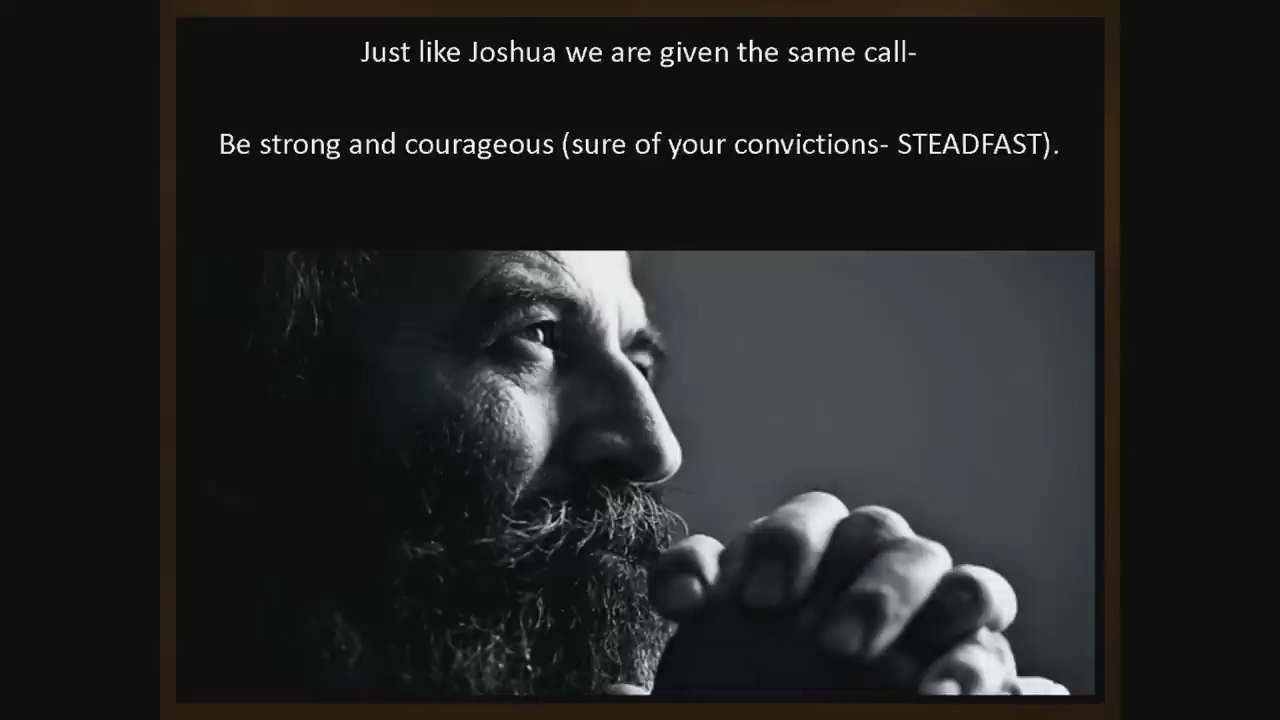 Just like Joshua we are given the same call-
Be strong and courageous (sure of your convictions- STEADFAST).